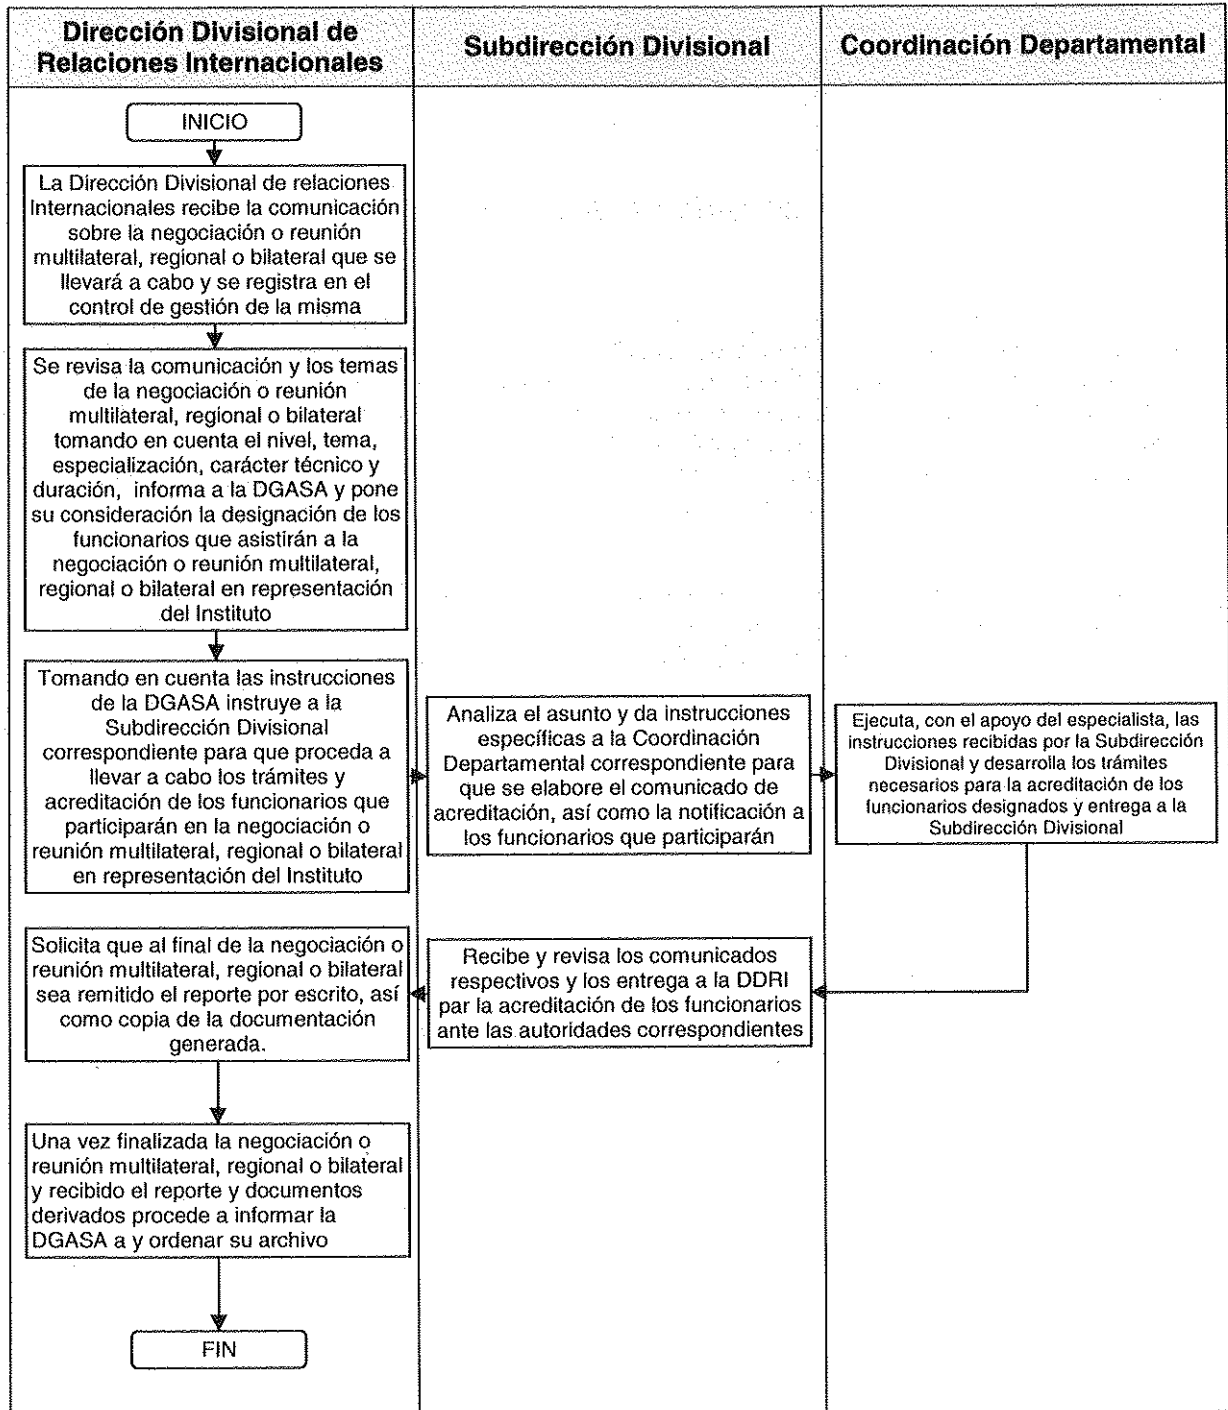 Dirección Divisional de
Relaciones Internacionales
Subdirección Divisional
Coordinación Departamental
INICIO
La Dirección Divisional de relaciones
Internacionales recibe la comunicación
sobre la negociación o reunión
multilateral, regional o bilateral que se
llevará a cabo y se registra en el
control de gestión de la misma
Se revisa la comunicación y los temas
de la negociación o reunión
multilateral, regional o bilateral
tomando en cuenta el nivel, tema,
especialización, carácter técnico y
duración, informa a la DGASA y pone
su consideración la designación de los
funcionarios que asistirán a la
negociación o reunión multilateral,
regional o bilateral en representación
del Instituto
Tomando en cuenta las instrucciones
de la DGASA instruye a la
Subdirección Divisional
correspondiente para que proceda a
llevar a cabo los trámites y
acreditación de los funcionarios que
participarán en la negociación o
reunión multilateral, regional o bilateral
en representación del Instituto
Analiza el asunto y da instrucciones
específicas a la Coordinación
Departamental correspondiente para
que se elabore el comunicado de
acreditación, así como la notificación a
los funcionarios que participarán
Ejecuta, con el apoyo del especialista, las
instrucciones recibidas por la Subdirección
Divisional y desarrolla los trámites
necesarios para la acreditación de los
funcionarios designados y entrega a la
Subdirección Divisional
Solicita que al final de la negociación o
reunión multilateral, regional o bilateral
sea remitido el reporte por escrito, así
como copia de la documentación
generada.
Recibe y revisa los comunicados
respectivos y los entrega a la DDRI
par la acreditación de los funcionarios
ante las autoridades correspondientes
Una vez finalizada la negociación o
reunión multilateral, regional o bilateral
y recibido el reporte y documentos
derivados procede a informar la
DGASA a y ordenar su archivo
FIN